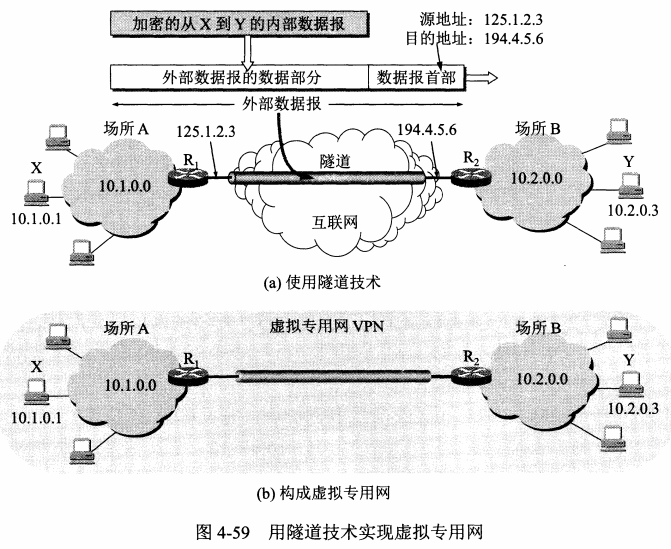 加密的从 X 到 Y 的内部数据报
源地址：125.1.2.3
目的地址：194.4.5.6
外部数据报的数据部分
数据报首部
外部数据报
场所 A
125.1.2.3
隧道
194.4.5.6
场所 B
X
R1
R2
Y
10.1.0.0
10.2.0.0
10.1.0.1
互联网
10.2.0.3
(a) 使用隧道技术
场所 A
虚拟专用网 VPN
场所 B
X
R1
R2
Y
10.1.0.0
10.2.0.0
10.1.0.1
10.2.0.3
(b) 构成虚拟专用网
图 4-59 用隧道技术实现虚拟专用网